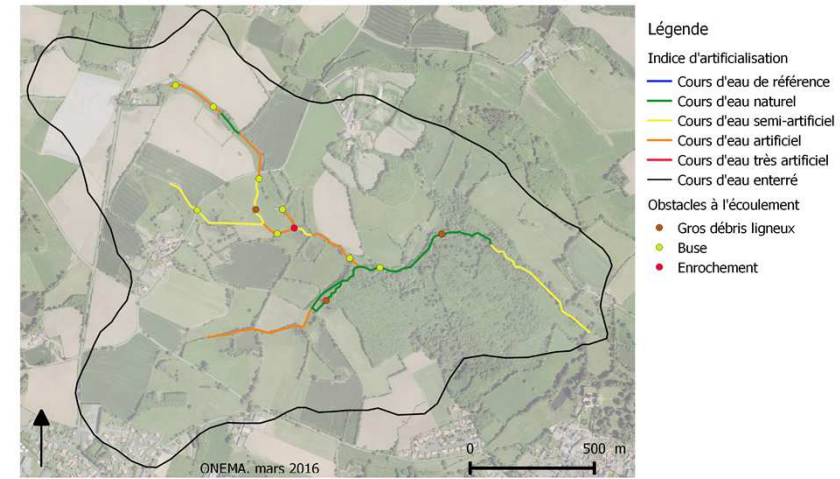 Légende
Indice d'artificialisation
Cours d'eau de référence
Cours d'eau naturel
Cours d'eau semi-artificiel
Cours d'eau artificiel
Cours d'eau très artificiel
Cours d'eau enterré
Obstacles à l'écoulement
Gros débris ligneux
Buse
Enrochement
0 500 m
ONEMA. mars 2016